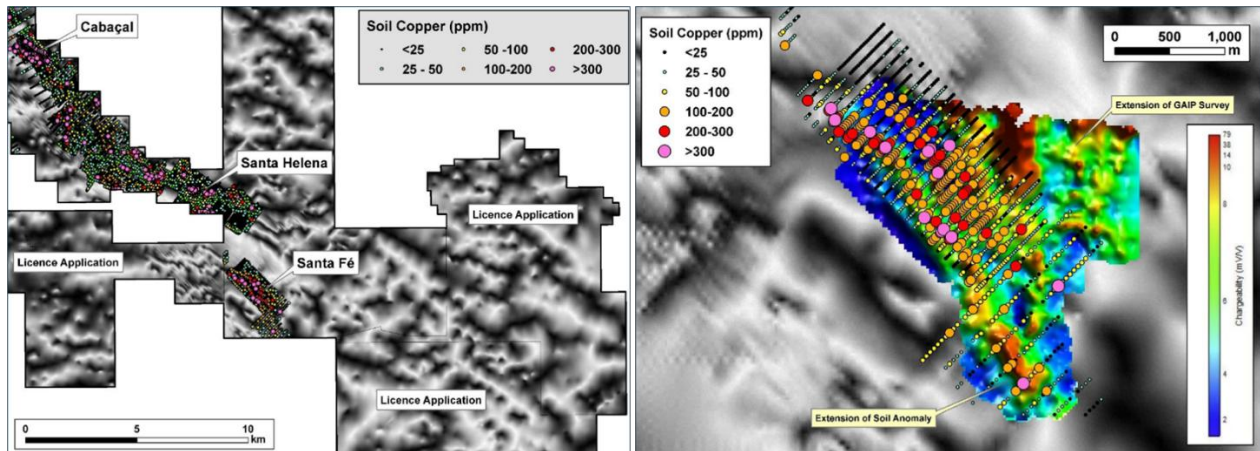 Cabaçal
Soil Copper (ppm)
<25
50 -100
200-300
25 - 50
100-200
>300
Santa Helena
Licence Application
Licence Application
Santa Fé
Licence Application
0 5 10
km
Soil Copper (ppm)
<25
25 - 50
50 -100
100-200
200-300
>300
0 500 1,000
m
Extension of GAIP Survey
79
38
14
10
8
6
4
2
Chargeability (mV/V)
Extension of Soil Anomaly